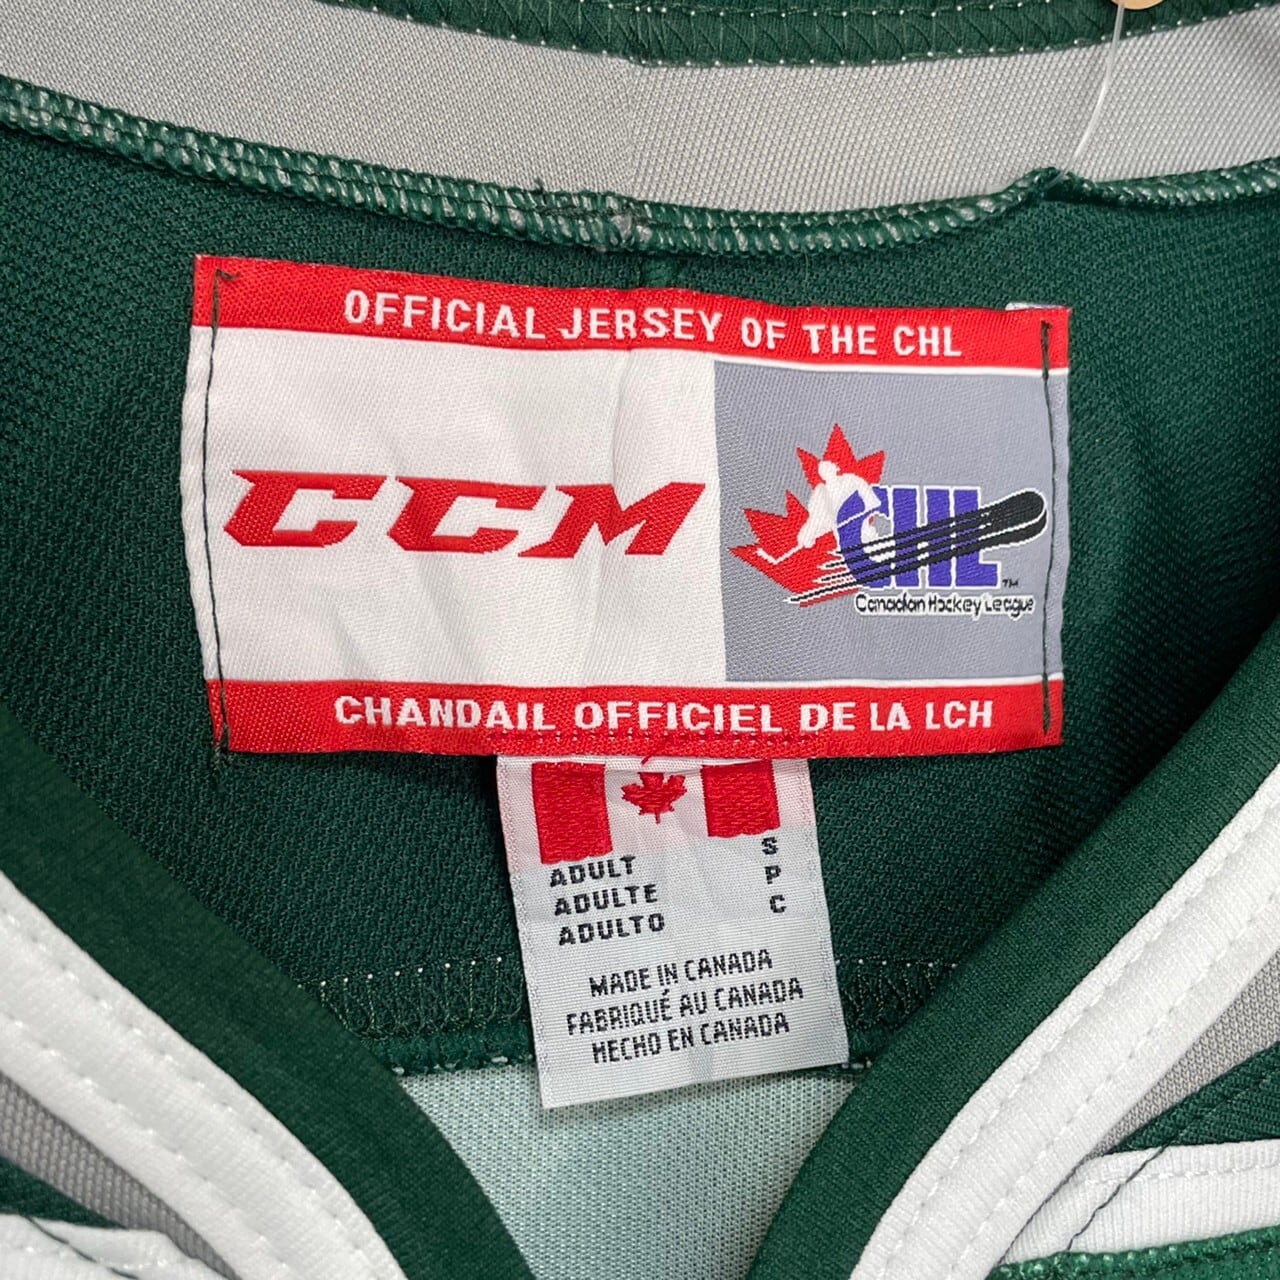 OFFICIAL JERSEY OF THE CHL
CCM
CHL
TM
Canadian Hockey League
CHANDAIL OFFICIEL DE LA LCH
ADULT S
ADULTE P
ADULTO C
MADE IN CANADA
FABRIQUÉ AU CANADA
HECHO EN CANADA